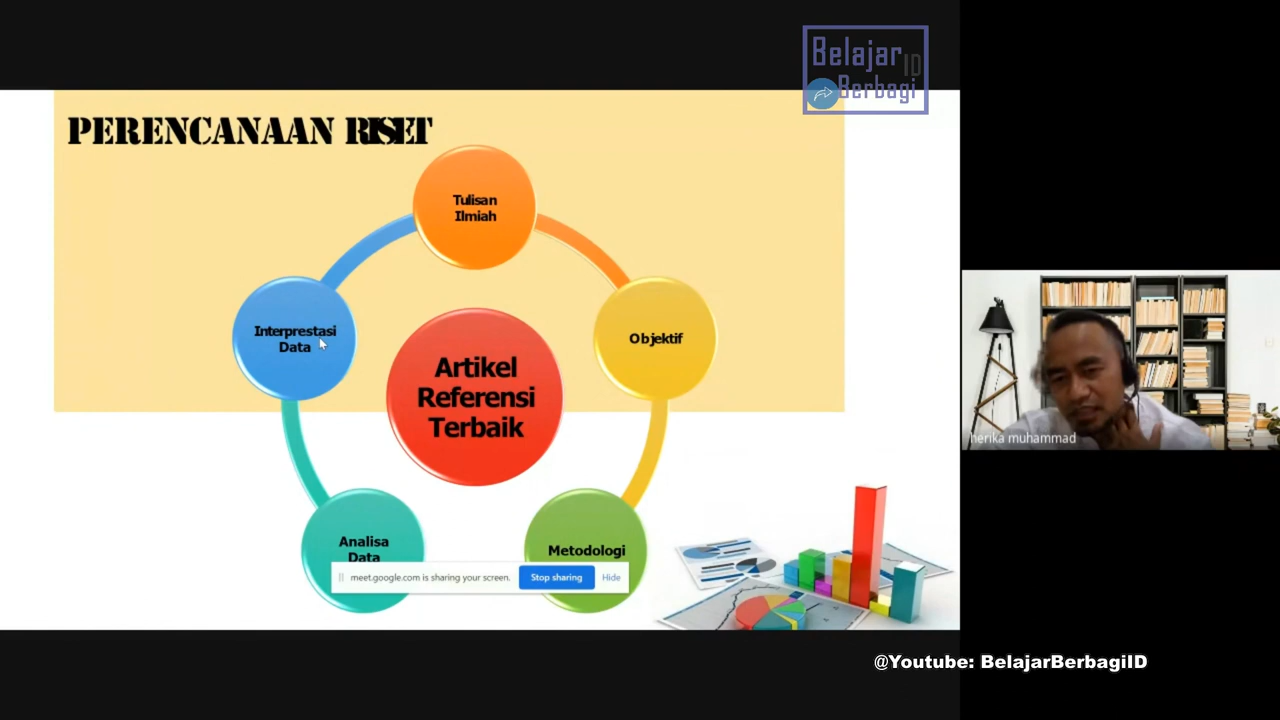 Belajar ID
Berbagi
PERENCANAAN RISET
Tulisan
Ilmiah
Interprestasi
Data
Objektif
Artikel
Referensi
Terbaik
Analisa
Data
Metodologi
meet.google.com is sharing your screen.
Stop sharing
Hide
herika muhammad
@Youtube: BelajarBerbagiID